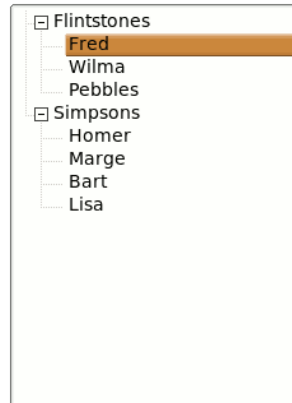 Flintstones
Fred
Wilma
Pebbles
Simpsons
Homer
Marge
Bart
Lisa